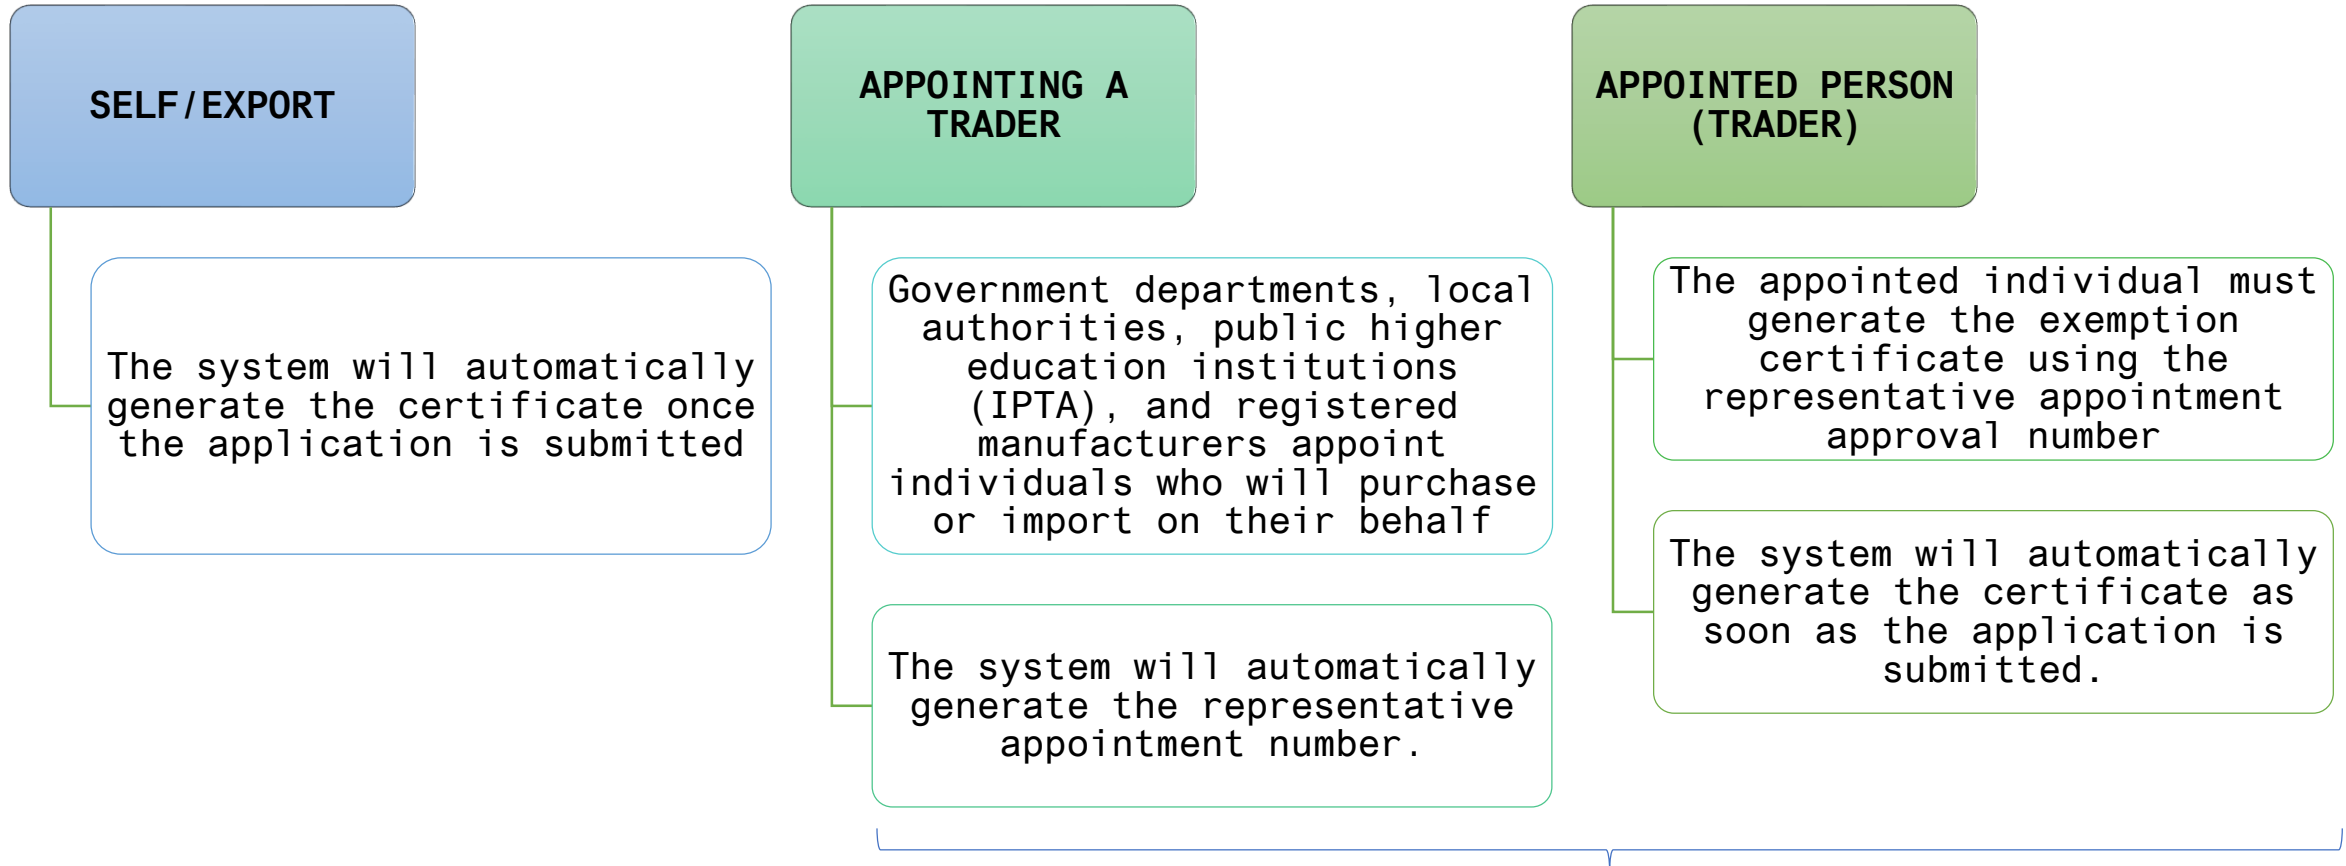 SELF/EXPORT
The system will automatically
generate the certificate once
the application is submitted
APPOINTING A
TRADER
Government departments, local
authorities, public higher
education institutions
(IPTA), and registered
manufacturers appoint
individuals who will purchase
or import on their behalf
The system will automatically
generate the representative
appointment number.
APPOINTED PERSON
(TRADER)
The appointed individual must
generate the exemption
certificate using the
representative appointment
approval number
The system will automatically
generate the certificate as
soon as the application is
submitted.